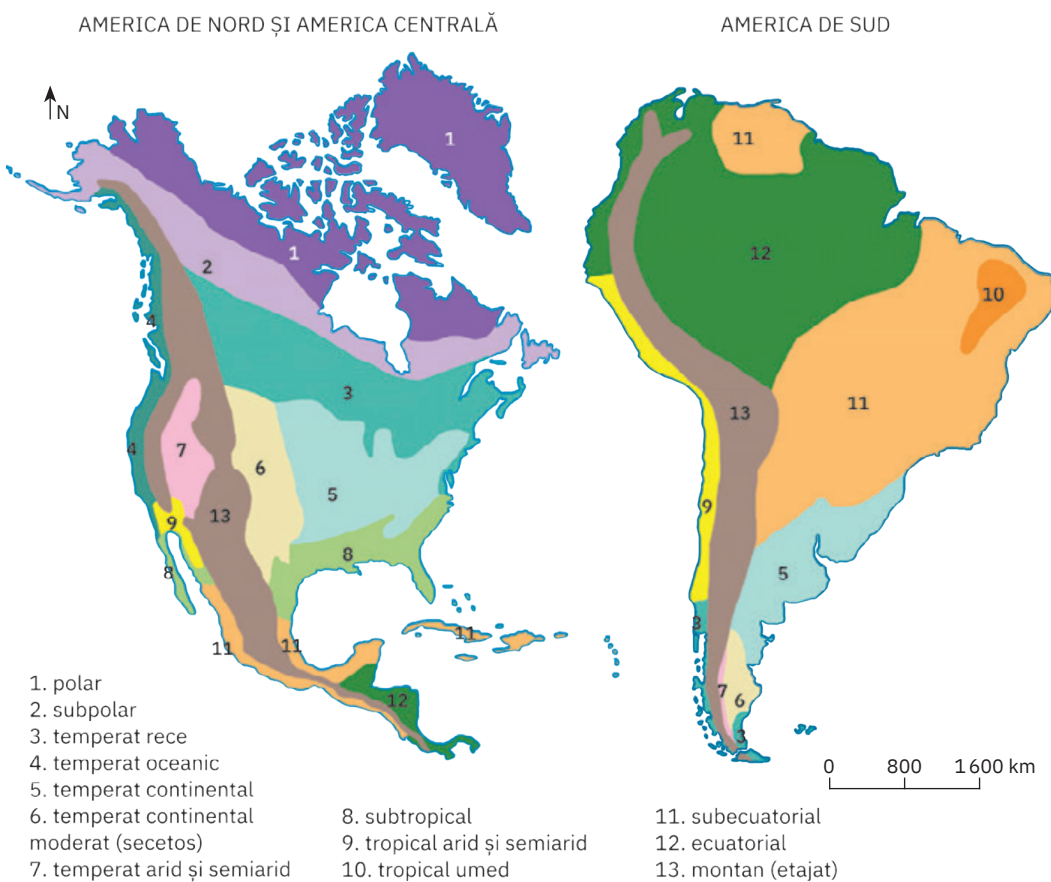 AMERICA DE NORD ȘI AMERICA CENTRALĂ
AMERICA DE SUD
N
1
1
2
3
4
4
5
6
7
8
8
9
11
11
11
12
13
11
12
10
11
13
9
5
3
7
6
3
0 800 1 600 km
1. polar
2. subpolar
3. temperat rece
4. temperat oceanic
5. temperat continental
6. temperat continental
moderat (secetos)
7. temperat arid și semiarid
8. subtropical
9. tropical arid și semiarid
10. tropical umed
11. subecuatorial
12. ecuatorial
13. montan (etajat)